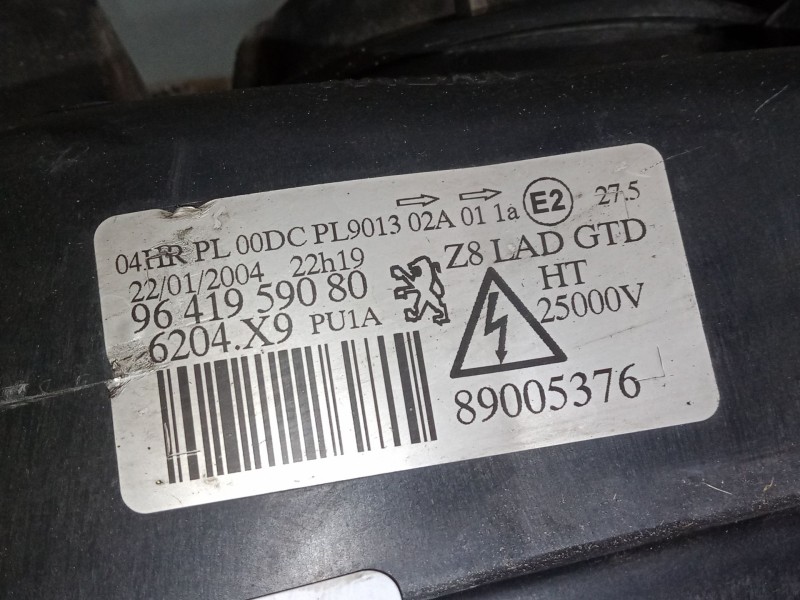 04HR PL 00DC PL9013 02A 01 1a E2 27.5
22/01/2004 22h19 Z8 LAD GTD
96 419 590 80 HT
6204.X9 PU1A 25000V
89005376